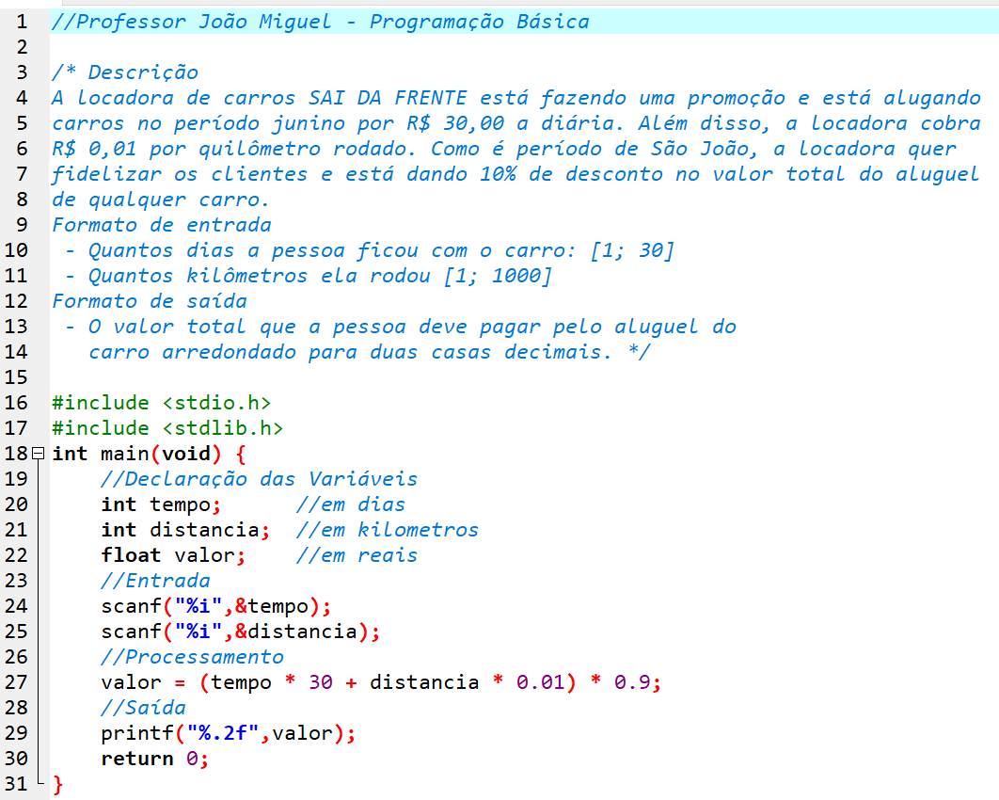 1 //Professor João Miguel - Programação Básica
2
3 /* Descrição
4 A locadora de carros SAI DA FRENTE está fazendo uma promoção e está alugando
5 carros no período junino por R$ 30,00 a diária. Além disso, a locadora cobra
6 R$ 0,01 por quilômetro rodado. Como é período de São João, a locadora quer
7 fidelizar os clientes e está dando 10% de desconto no valor total do aluguel
8 de qualquer carro.
9 Formato de entrada
10  - Quantos dias a pessoa ficou com o carro: [1; 30]
11  - Quantos kilômetros ela rodou [1; 1000]
12 Formato de saída
13  - O valor total que a pessoa deve pagar pelo aluguel do
14    carro arredondado para duas casas decimais. */
15
16 #include <stdio.h>
17 #include <stdlib.h>
18 int main(void) {
19     //Declaração das Variáveis
20     int tempo;      //em dias
21     int distancia;  //em kilometros
22     float valor;    //em reais
23     //Entrada
24     scanf("%i",&tempo);
25     scanf("%i",&distancia);
26     //Processamento
27     valor = (tempo * 30 + distancia * 0.01) * 0.9;
28     //Saída
29     printf("%.2f",valor);
30     return 0;
31 }